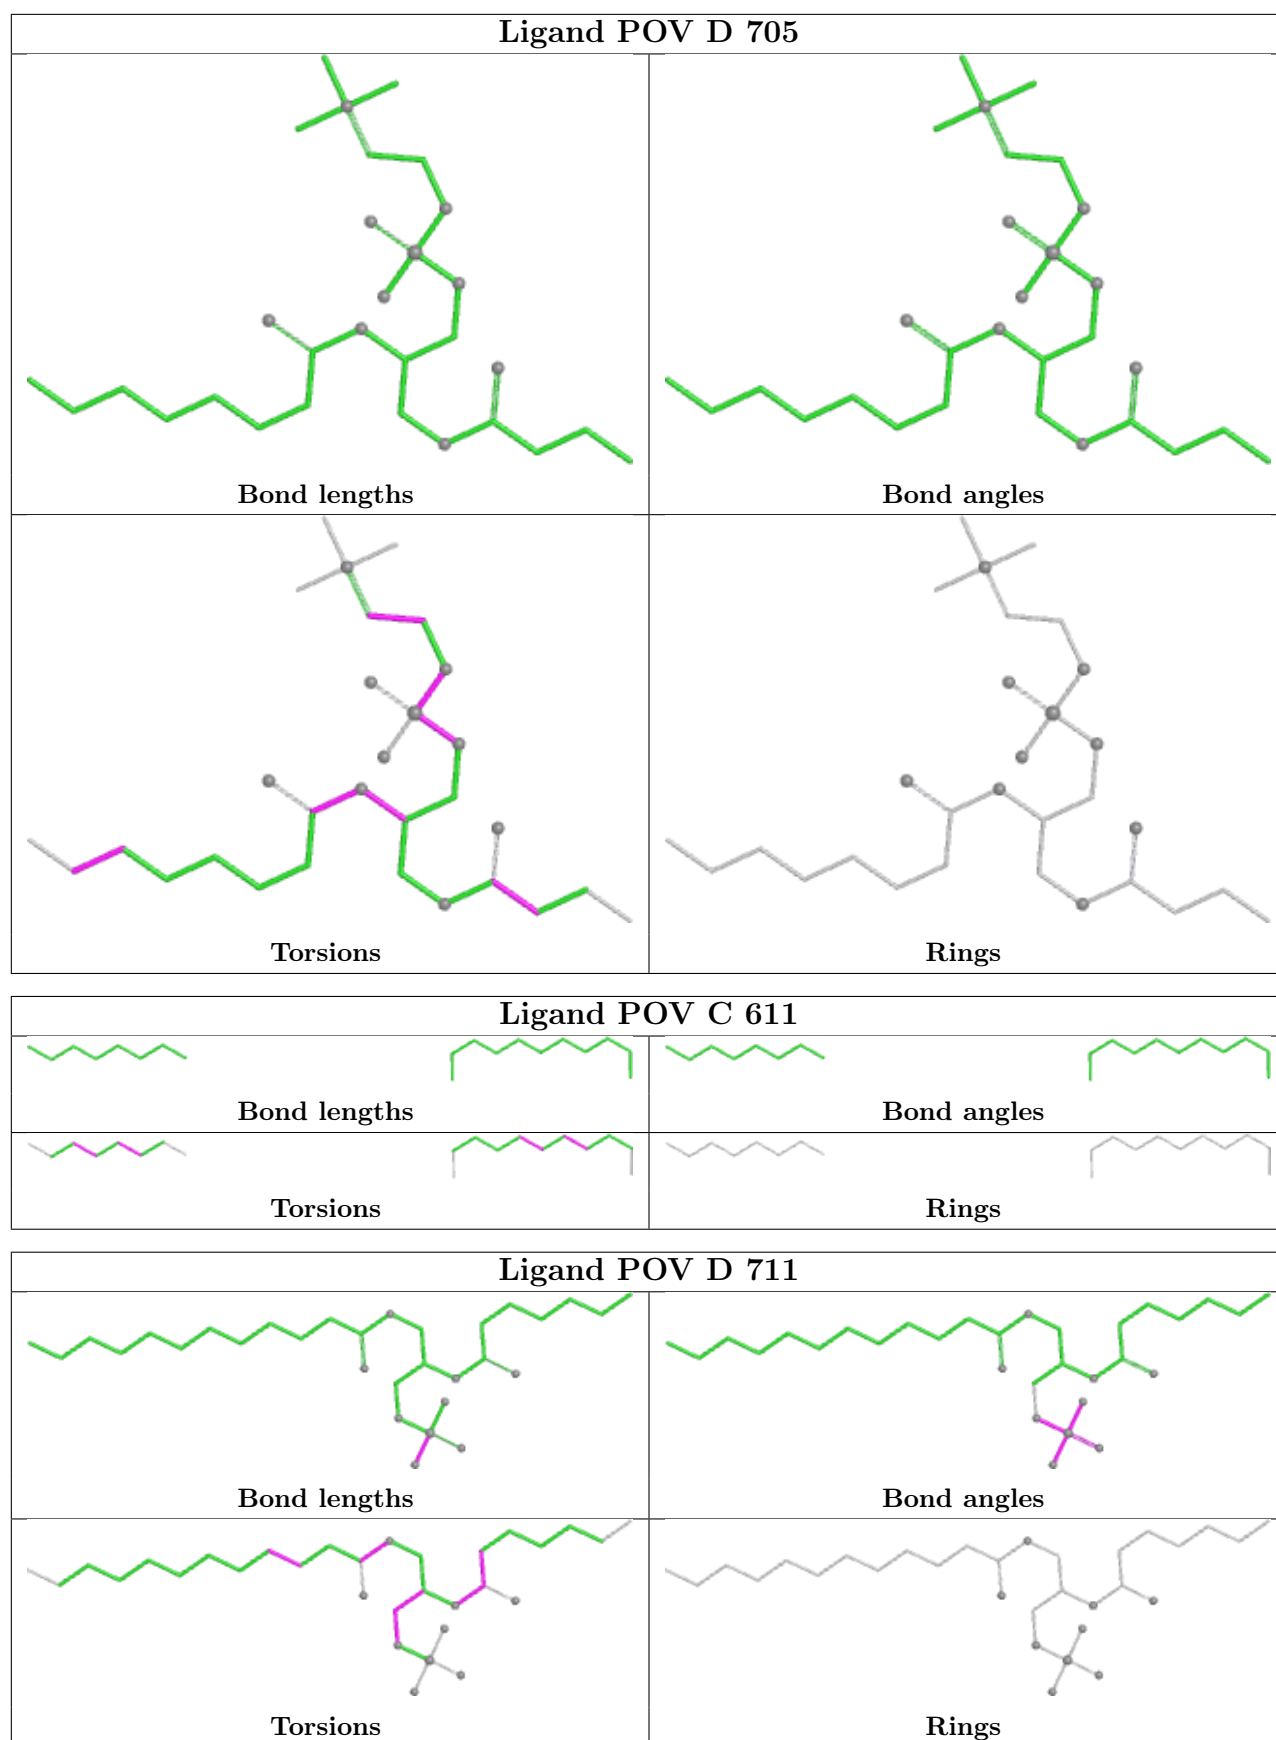 Ligand POV D 705
Bond lengths
Bond angles
Torsions
Rings
Ligand POV C 611
Bond lengths
Bond angles
Torsions
Rings
Ligand POV D 711
Bond lengths
Bond angles
Torsions
Rings